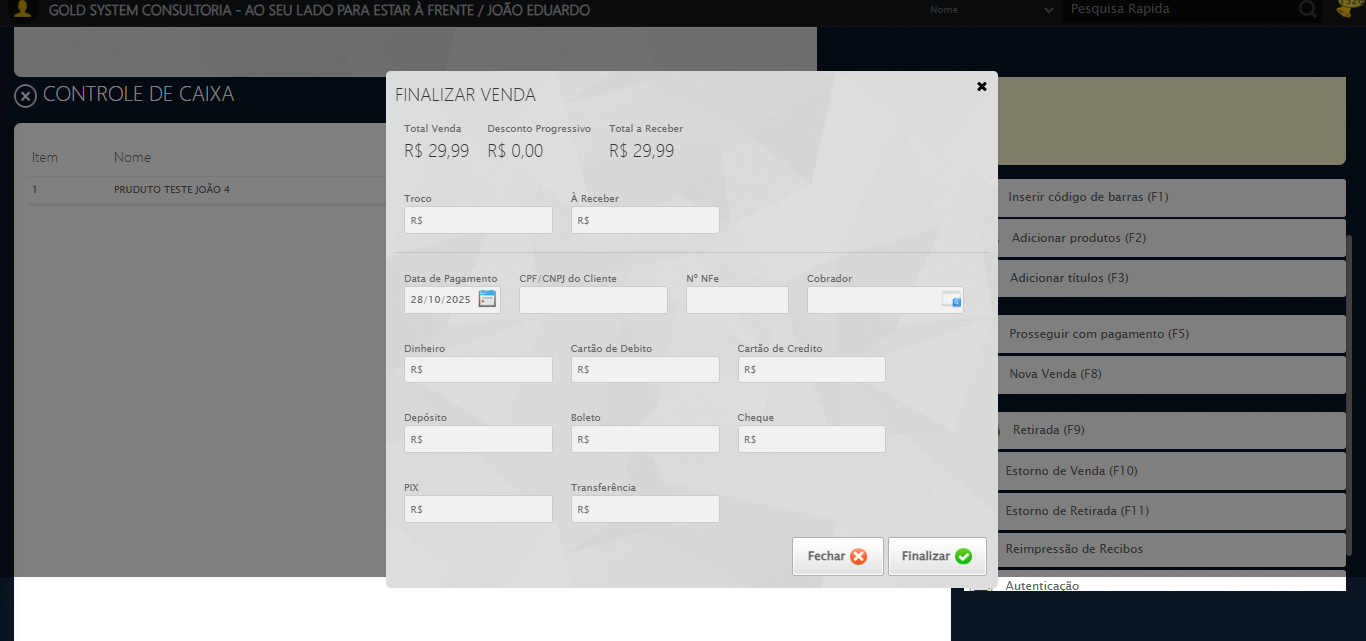 GOLD SYSTEM CONSULTORIA - AO SEU LADO PARA ESTAR À FRENTE / JOÃO EDUARDO
Nome
Pesquisa Rapida
CONTROLE DE CAIXA
Item Nome
1 PRUDUTO TESTE JOÃO 4
FINALIZAR VENDA
Total Venda Desconto Progressivo Total a Receber
R$ 29,99 R$ 0,00 R$ 29,99
Troco À Receber
R$ R$
Data de Pagamento CPF/CNPJ do Cliente Nº NFe Cobrador
28/10/2025
Dinheiro Cartão de Debito Cartão de Credito
R$ R$ R$
Depósito Boleto Cheque
R$ R$ R$
PIX Transferência
R$ R$
Fechar Finalizar
Inserir código de barras (F1)
Adicionar produtos (F2)
Adicionar títulos (F3)
Prosseguir com pagamento (F5)
Nova Venda (F8)
Retirada (F9)
Estorno de Venda (F10)
Estorno de Retirada (F11)
Reimpressão de Recibos
Autenticação